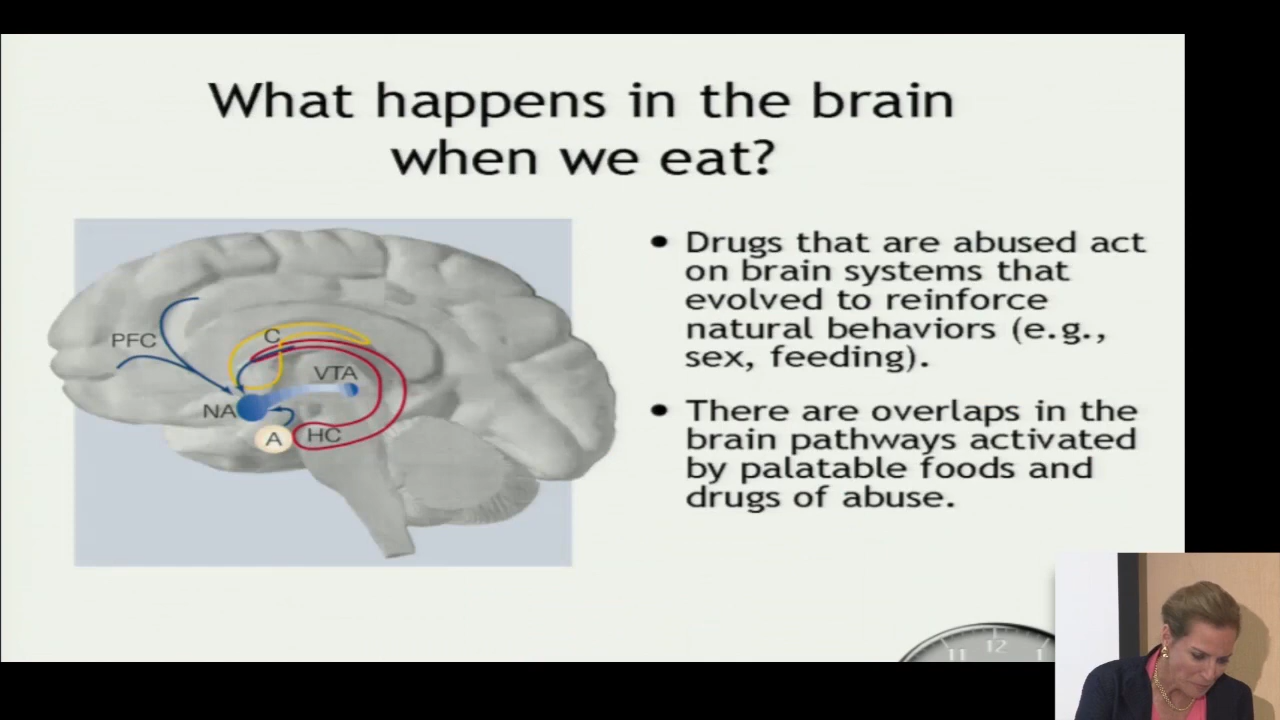 What happens in the brain
when we eat?
• Drugs that are abused act
on brain systems that
evolved to reinforce
natural behaviors (e.g.,
sex, feeding).
• There are overlaps in the
brain pathways activated
by palatable foods and
drugs of abuse.
PFC
C
VTA
NA
A
HC
11 12 1